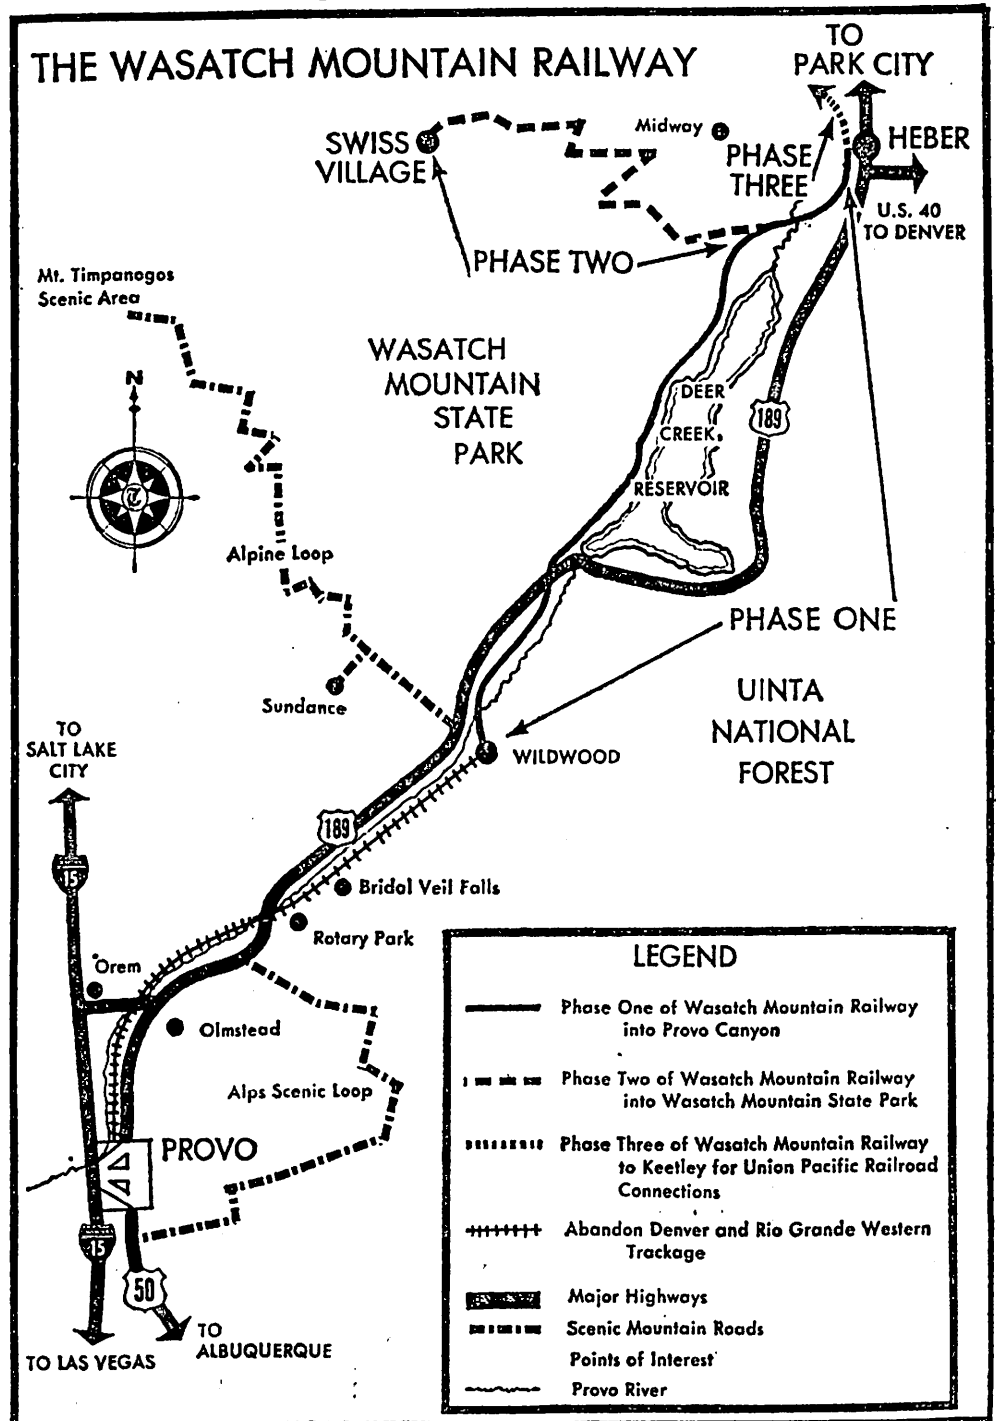 THE WASATCH MOUNTAIN RAILWAY
TO
PARK CITY
HEBER
Midway
SWISS
VILLAGE
PHASE
THREE
U.S. 40
TO DENVER
PHASE TWO
Mt. Timpanogos
Scenic Area
WASATCH
MOUNTAIN
STATE
PARK
N
DEER
CREEK
RESERVOIR
189
Alpine Loop
PHASE ONE
Sundance
UINTA
NATIONAL
FOREST
WILDWOOD
TO
SALT LAKE
CITY
189
15
Bridal Veil Falls
Rotary Park
Orem
Olmstead
Alps Scenic Loop
PROVO
15
50
TO
ALBUQUERQUE
TO LAS VEGAS
LEGEND
Phase One of Wasatch Mountain Railway
into Provo Canyon
Phase Two of Wasatch Mountain Railway
into Wasatch Mountain State Park
Phase Three of Wasatch Mountain Railway
to Keetley for Union Pacific Railroad
Connections
Abandon Denver and Rio Grande Western
Trackage
Major Highways
Scenic Mountain Roads
Points of Interest
Provo River